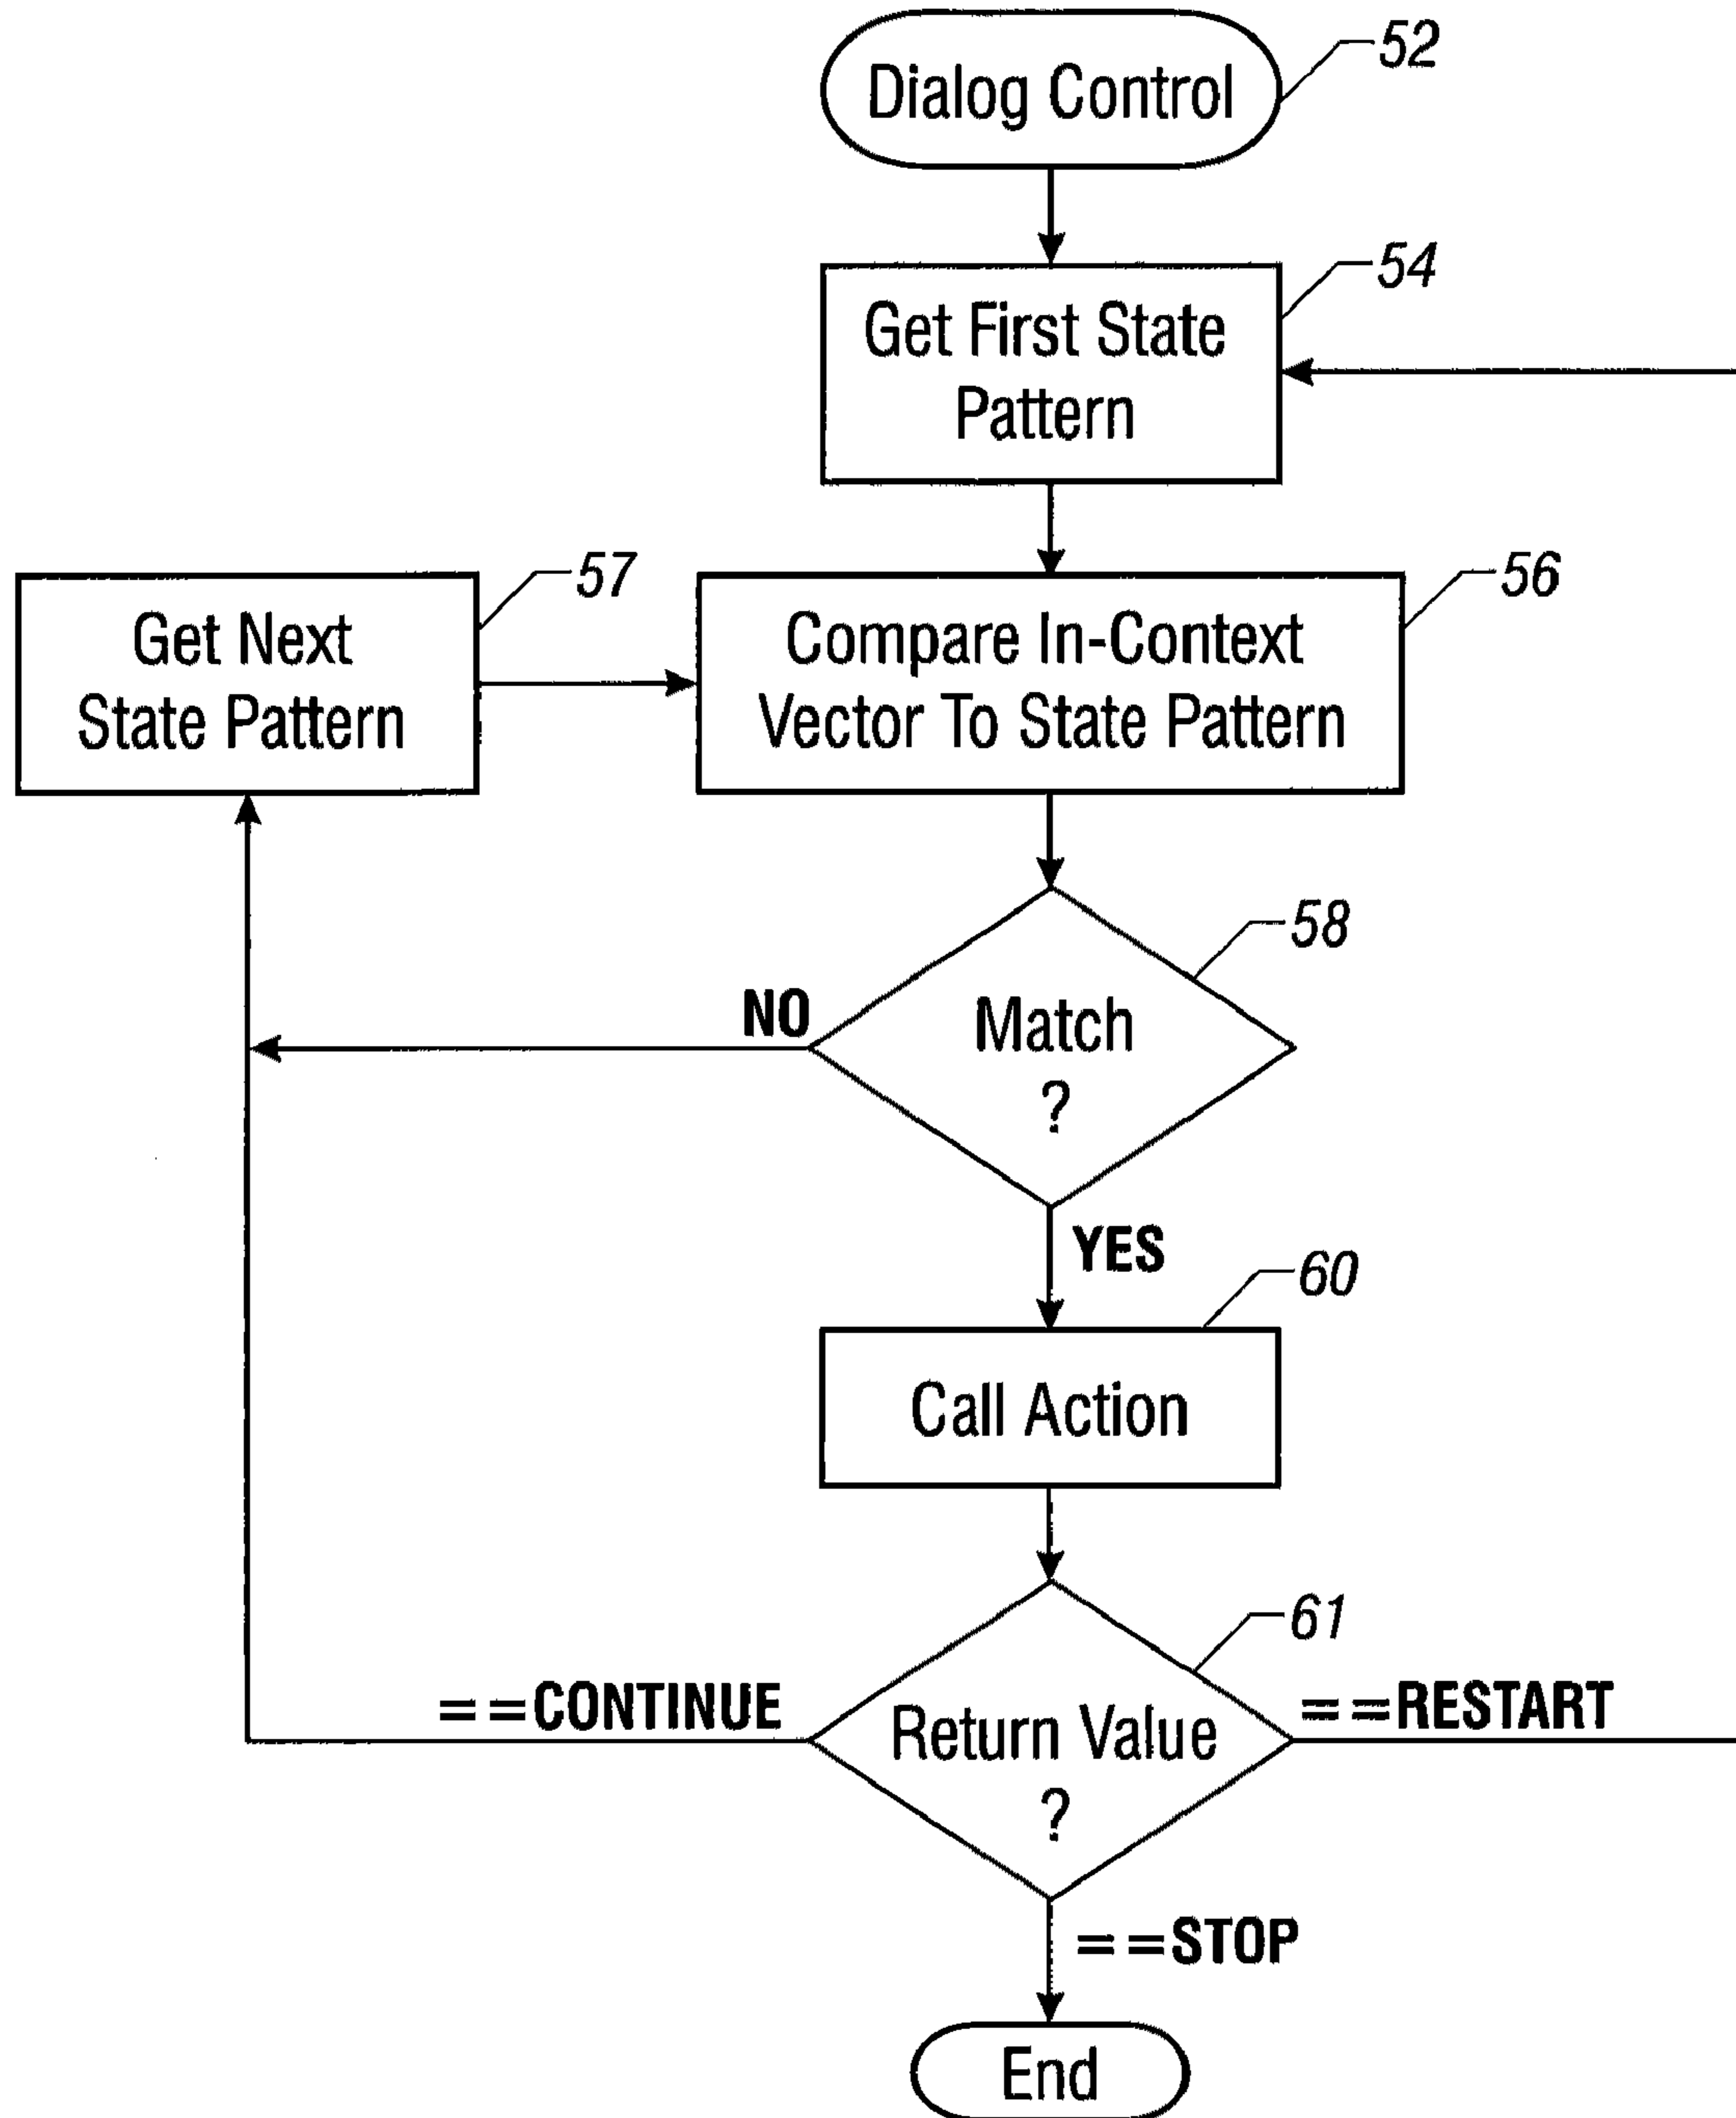 Dialog Control
52
Get First State
Pattern
54
Get Next
State Pattern
57
Compare In-Context
Vector To State Pattern
56
Match
?
58
NO
YES
Call Action
60
Return Value
?
61
==CONTINUE
==RESTART
==STOP
End